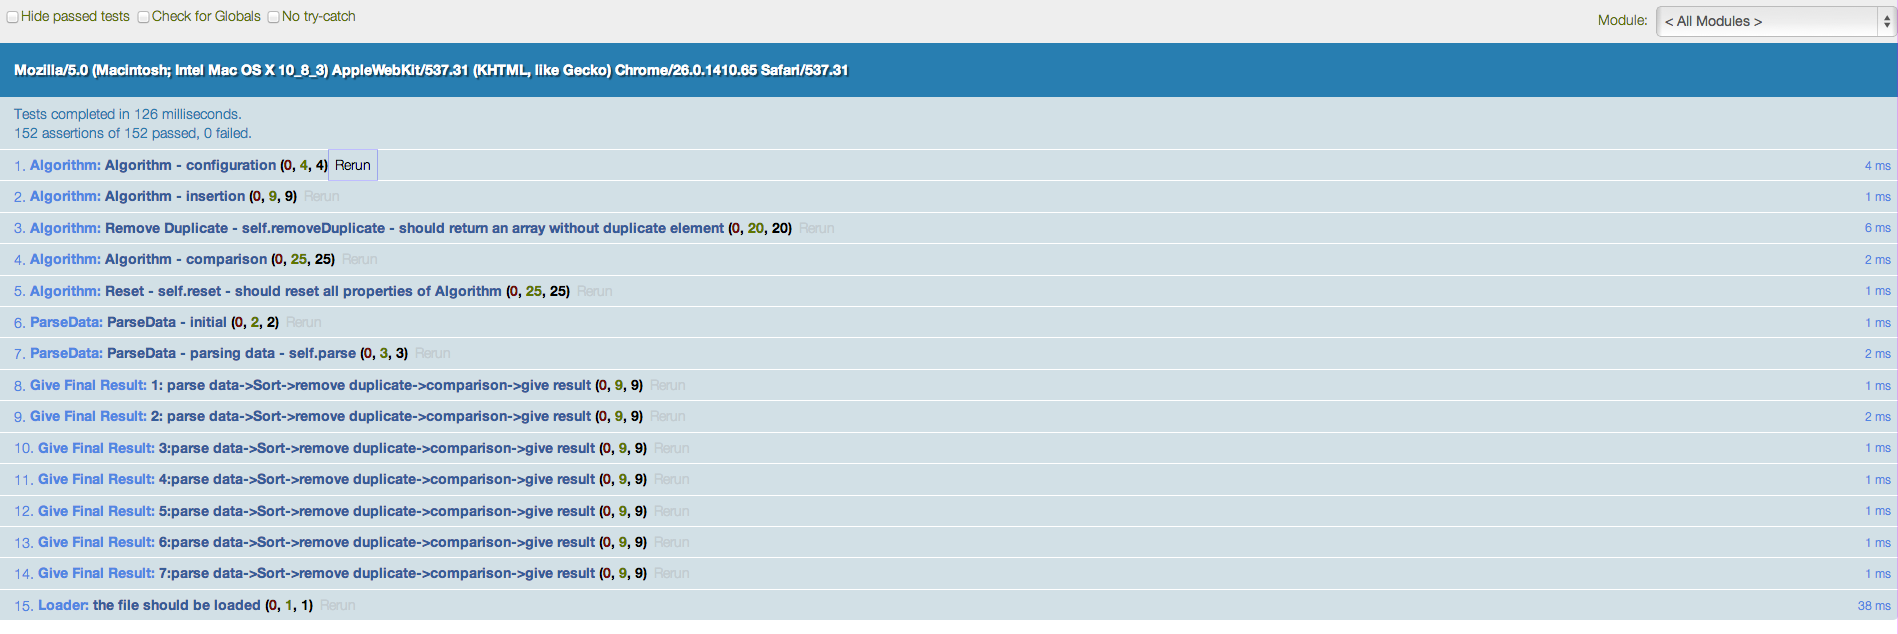 Hide passed tests Check for Globals No try-catch Module: < All Modules >
Mozilla/5.0 (Macintosh; Intel Mac OS X 10_8_3) AppleWebKit/537.31 (KHTML, like Gecko) Chrome/26.0.1410.65 Safari/537.31
Tests completed in 126 milliseconds.
152 assertions of 152 passed, 0 failed.
1. Algorithm: Algorithm - configuration (0, 4, 4) Rerun 4 ms
2. Algorithm: Algorithm - insertion (0, 9, 9) Rerun 1 ms
3. Algorithm: Remove Duplicate - self.removeDuplicate - should return an array without duplicate element (0, 20, 20) Rerun 6 ms
4. Algorithm: Algorithm - comparison (0, 25, 25) Rerun 2 ms
5. Algorithm: Reset - self.reset - should reset all properties of Algorithm (0, 25, 25) Rerun 1 ms
6. ParseData: ParseData - initial (0, 2, 2) Rerun 1 ms
7. ParseData: ParseData - parsing data - self.parse (0, 3, 3) Rerun 2 ms
8. Give Final Result: 1: parse data->Sort->remove duplicate->comparison->give result (0, 9, 9) Rerun 1 ms
9. Give Final Result: 2: parse data->Sort->remove duplicate->comparison->give result (0, 9, 9) Rerun 2 ms
10. Give Final Result: 3:parse data->Sort->remove duplicate->comparison->give result (0, 9, 9) Rerun 1 ms
11. Give Final Result: 4:parse data->Sort->remove duplicate->comparison->give result (0, 9, 9) Rerun 1 ms
12. Give Final Result: 5:parse data->Sort->remove duplicate->comparison->give result (0, 9, 9) Rerun 1 ms
13. Give Final Result: 6:parse data->Sort->remove duplicate->comparison->give result (0, 9, 9) Rerun 1 ms
14. Give Final Result: 7:parse data->Sort->remove duplicate->comparison->give result (0, 9, 9) Rerun 1 ms
15. Loader: the file should be loaded (0, 1, 1) Rerun 38 ms